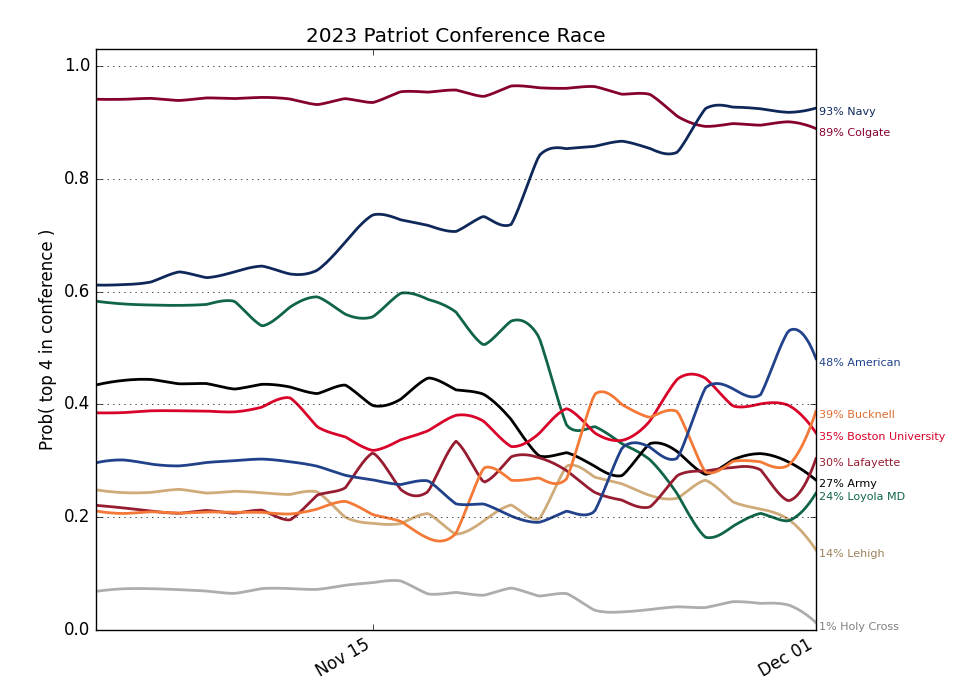 2023 Patriot Conference Race
Prob( top 4 in conference )
1.0
0.8
0.6
0.4
0.2
0.0
93% Navy
89% Colgate
48% American
39% Bucknell
35% Boston University
30% Lafayette
27% Army
24% Loyola MD
14% Lehigh
1% Holy Cross
Nov 15
Dec 01